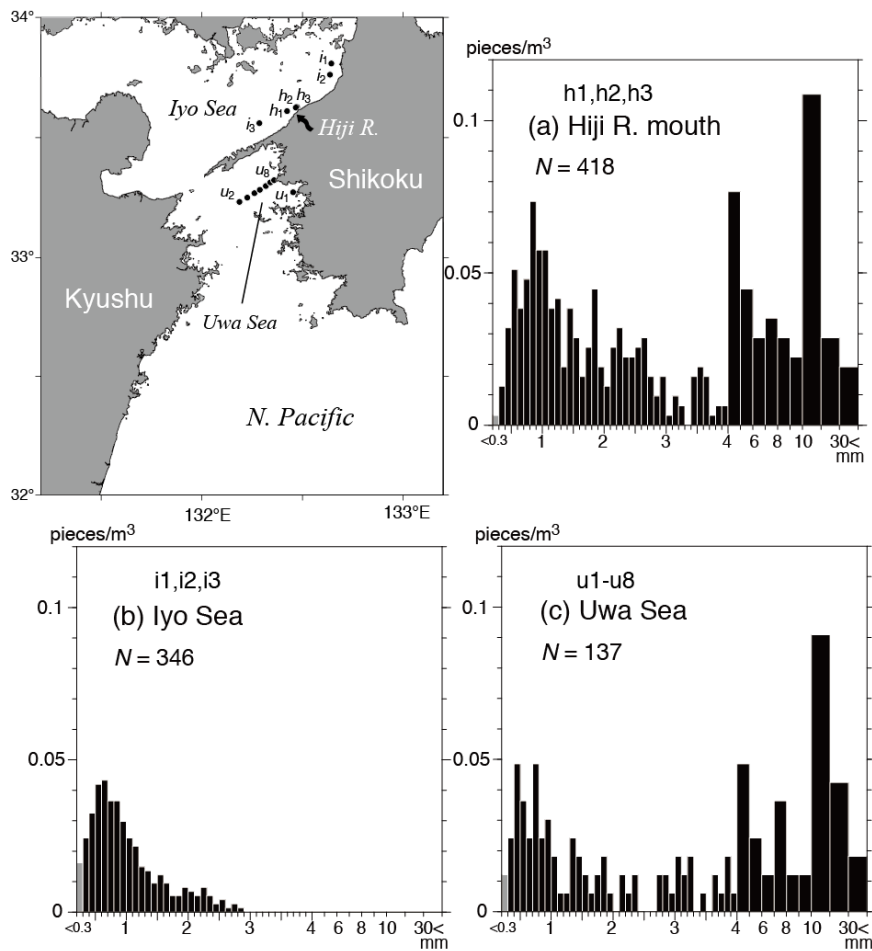 34°
33°
32°
132°E
133°E
Iyo Sea
i1
i2
h2
h3
h1
i3
Hiji R.
u8
u2
u1
Shikoku
Kyushu
Uwa Sea
N. Pacific
pieces/m3
h1,h2,h3
(a) Hiji R. mouth
N = 418
0.1
0.05
0
<0.3 1 2 3 4 6 8 10 30<
mm
pieces/m3
i1,i2,i3
(b) Iyo Sea
N = 346
0.1
0.05
0
<0.3 1 2 3 4 6 8 10 30<
mm
pieces/m3
u1-u8
(c) Uwa Sea
N = 137
0.1
0.05
0
<0.3 1 2 3 4 6 8 10 30<
mm